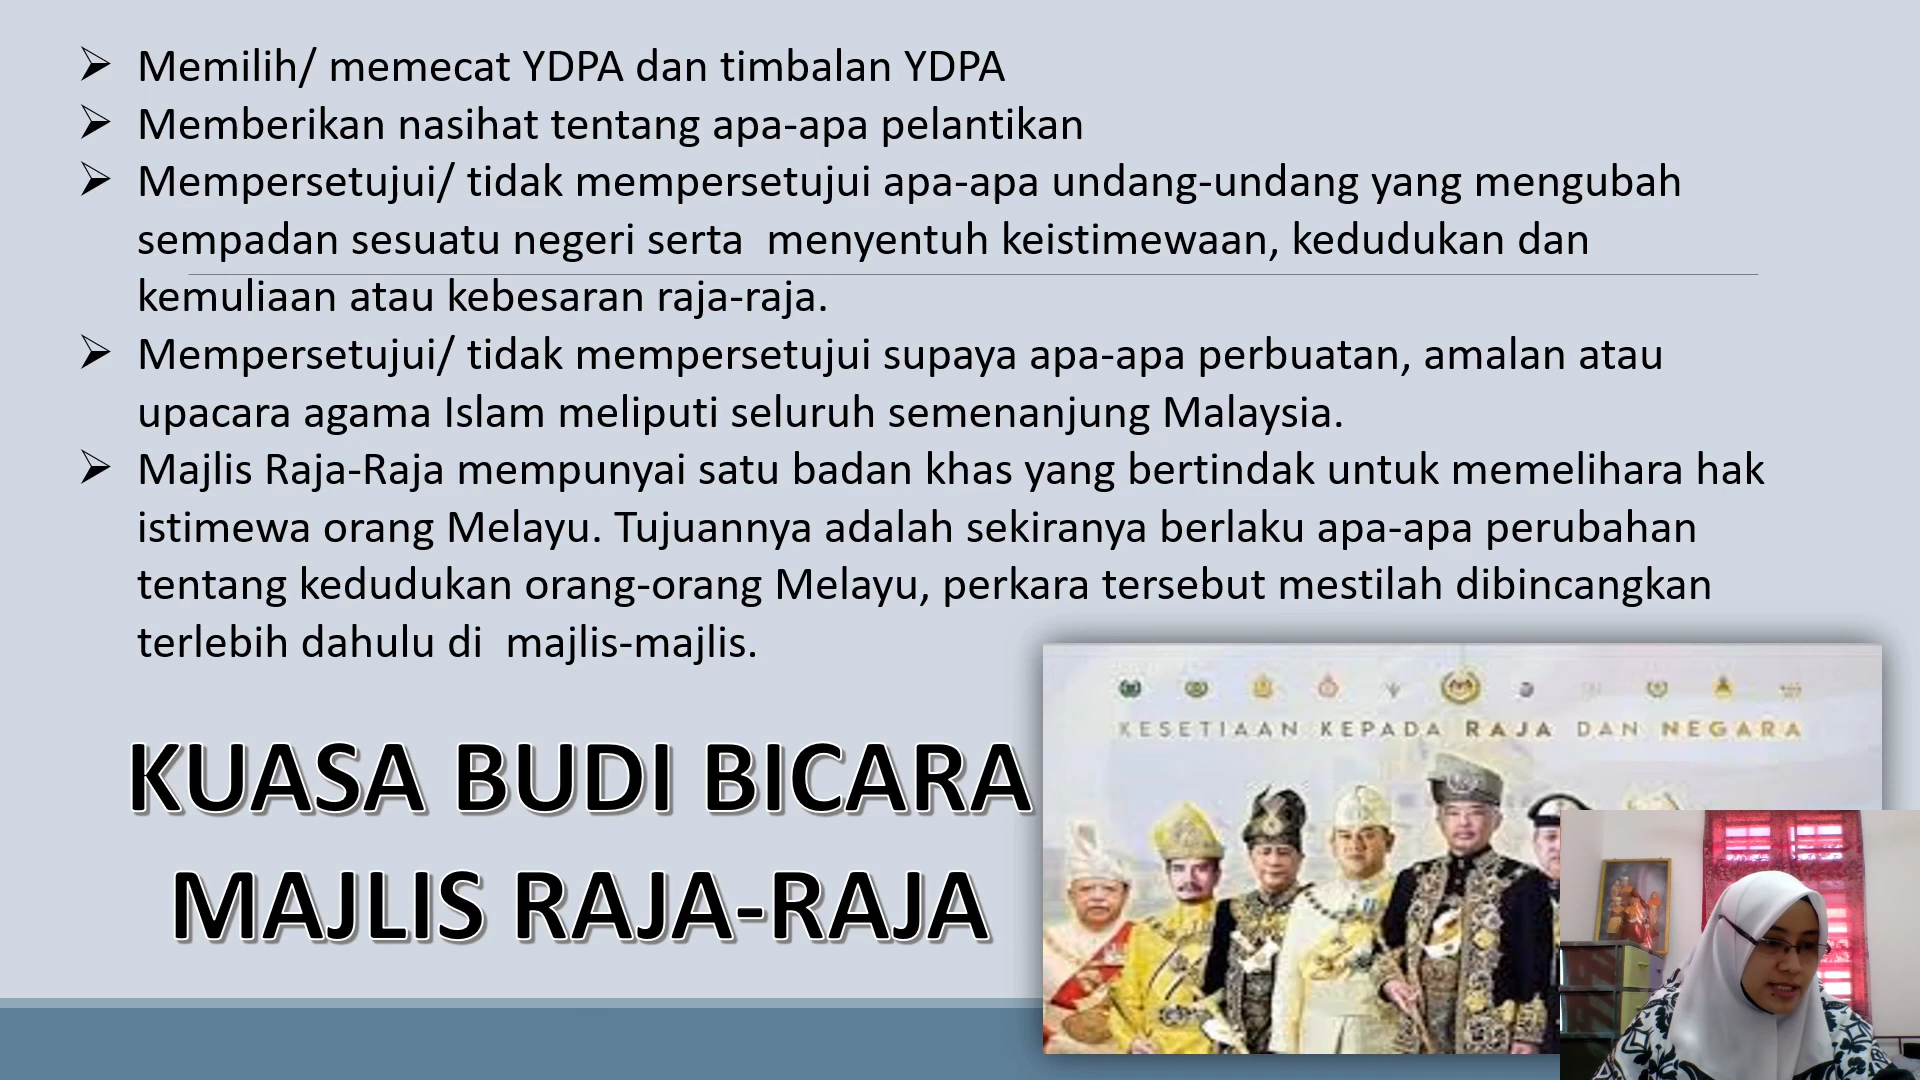 Memilih/ memecat YDPA dan timbalan YDPA
Memberikan nasihat tentang apa-apa pelantikan
Mempersetujui/ tidak mempersetujui apa-apa undang-undang yang mengubah
sempadan sesuatu negeri serta  menyentuh keistimewaan, kedudukan dan
kemuliaan atau kebesaran raja-raja.
Mempersetujui/ tidak mempersetujui supaya apa-apa perbuatan, amalan atau
upacara agama Islam meliputi seluruh semenanjung Malaysia.
Majlis Raja-Raja mempunyai satu badan khas yang bertindak untuk memelihara hak
istimewa orang Melayu. Tujuannya adalah sekiranya berlaku apa-apa perubahan
tentang kedudukan orang-orang Melayu, perkara tersebut mestilah dibincangkan
terlebih dahulu di  majlis-majlis.
KUASA BUDI BICARA
MAJLIS RAJA-RAJA
KESETIAAN KEPADA RAJA DAN NEGARA